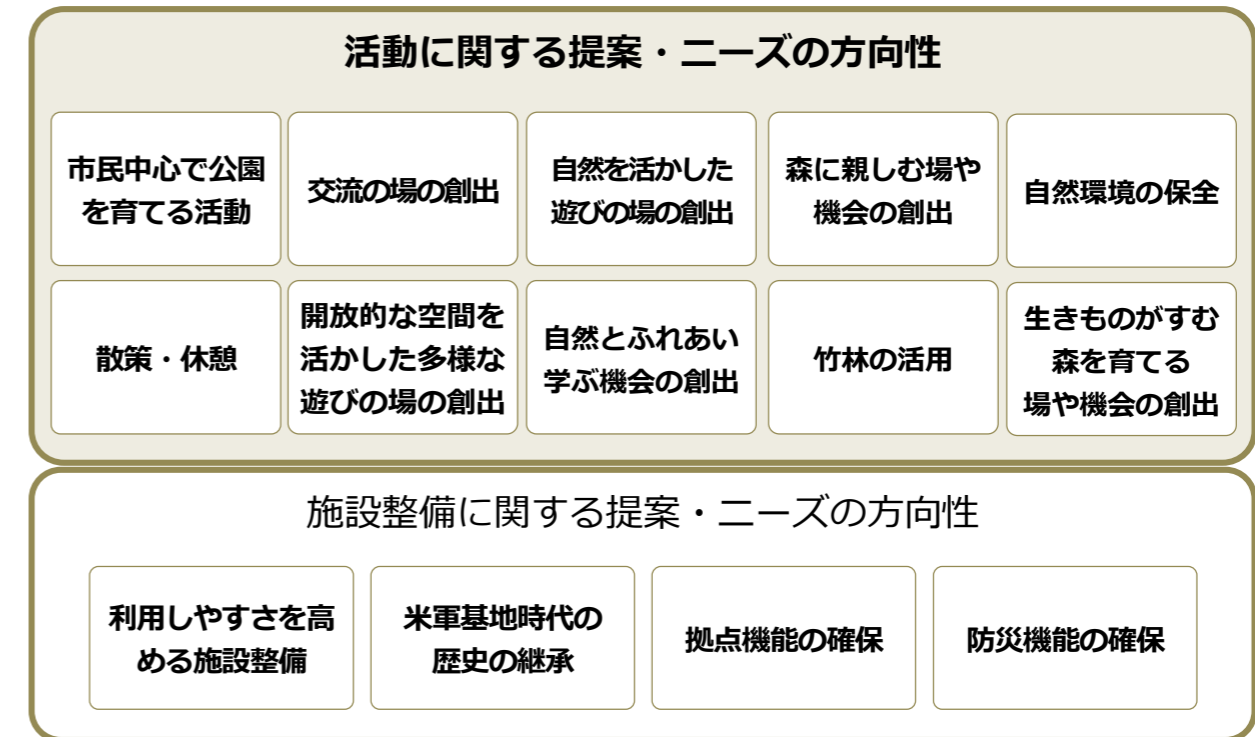 活動に関する提案・ニーズの方向性
市民中心で公園
を育てる活動
交流の場の創出
自然を活かした
遊びの場の創出
森に親しむ場や
機会の創出
自然環境の保全
散策・休憩
開放的な空間を
活かした多様な
遊びの場の創出
自然とふれあい
学ぶ機会の創出
竹林の活用
生きものがすむ
森を育てる
場や機会の創出
施設整備に関する提案・ニーズの方向性
利用しやすさを高
める施設整備
米軍基地時代の
歴史の継承
拠点機能の確保
防災機能の確保